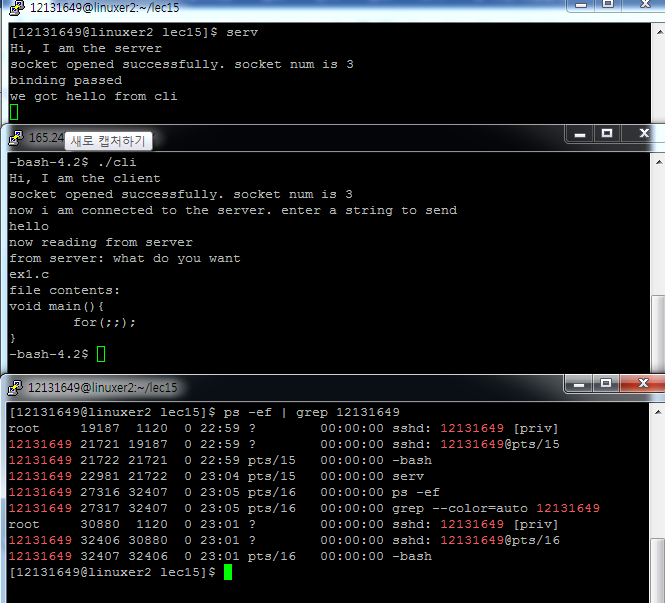 12131649@linuxer2:~/lec15
[12131649@linuxer2 lec15]$ serv
Hi, I am the server
socket opened successfully. socket num is 3
binding passed
we got hello from cli
165.24
새로 캡처하기
-bash-4.2$ ./cli
Hi, I am the client
socket opened successfully. socket num is 3
now i am connected to the server. enter a string to send
hello
now reading from server
from server: what do you want
ex1.c
file contents:
void main(){
        for(;;);
}
-bash-4.2$
12131649@linuxer2:~/lec15
[12131649@linuxer2 lec15]$ ps -ef | grep 12131649
root     19187  1120  0 22:59 ?        00:00:00 sshd: 12131649 [priv]
12131649 21721 19187  0 22:59 ?        00:00:00 sshd: 12131649@pts/15
12131649 21722 21721  0 22:59 pts/15   00:00:00 -bash
12131649 22981 21722  0 23:04 pts/15   00:00:00 serv
12131649 27316 32407  0 23:05 pts/16   00:00:00 ps -ef
12131649 27317 32407  0 23:05 pts/16   00:00:00 grep --color=auto 12131649
root     30880  1120  0 23:01 ?        00:00:00 sshd: 12131649 [priv]
12131649 32406 30880  0 23:01 ?        00:00:00 sshd: 12131649@pts/16
12131649 32407 32406  0 23:01 pts/16   00:00:00 -bash
[12131649@linuxer2 lec15]$